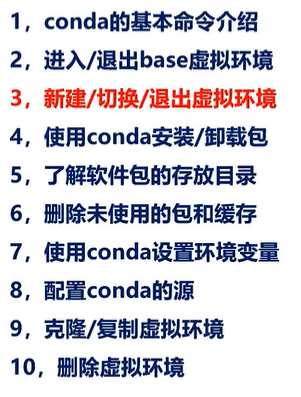 1，conda的基本命令介绍
2，进入/退出base虚拟环境
3，新建/切换/退出虚拟环境
4，使用conda安装/卸载包
5，了解软件包的存放目录
6，删除未使用的包和缓存
7，使用conda设置环境变量
8，配置conda的源
9，克隆/复制虚拟环境
10，删除虚拟环境